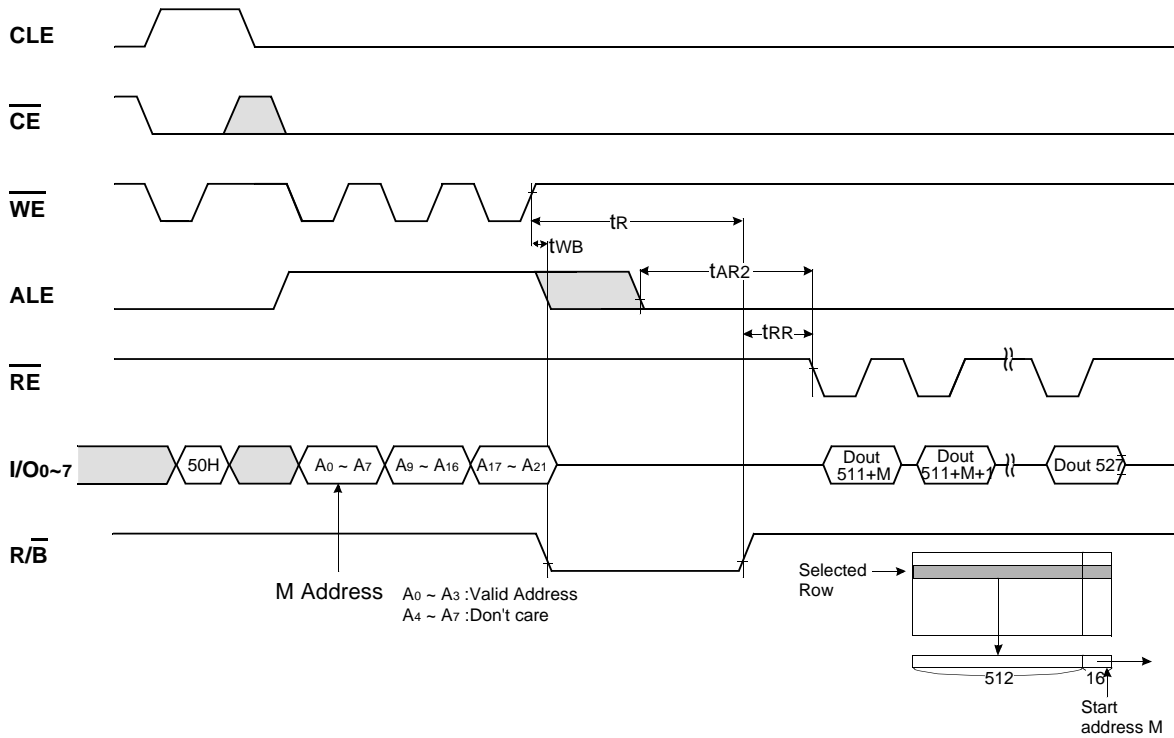 CLE
CE
WE
tR
tWB
ALE
tAR2
tRR
RE
I/O0~7
50H
A0 ~ A7
A9 ~ A16
A17 ~ A21
Dout
511+M
Dout
511+M+1
Dout 527
R/B
M Address
A0 ~ A3 :Valid Address
A4 ~ A7 :Don't care
Selected
Row
512
16
Start
address M